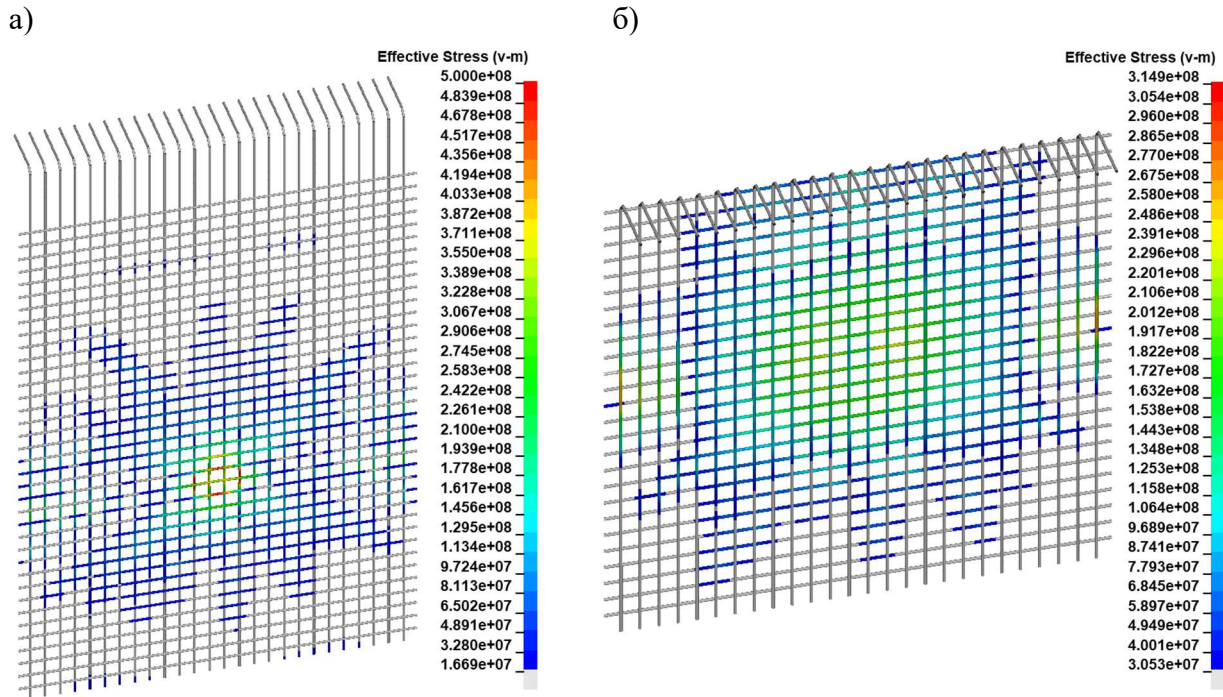 а)
Effective Stress (v-m)
5.000e+08
4.839e+08
4.678e+08
4.517e+08
4.356e+08
4.194e+08
4.033e+08
3.872e+08
3.711e+08
3.550e+08
3.389e+08
3.228e+08
3.067e+08
2.906e+08
2.745e+08
2.583e+08
2.422e+08
2.261e+08
2.100e+08
1.939e+08
1.778e+08
1.617e+08
1.456e+08
1.295e+08
1.134e+08
9.724e+07
8.113e+07
6.502e+07
4.891e+07
3.280e+07
1.669e+07
б)
Effective Stress (v-m)
3.149e+08
3.054e+08
2.960e+08
2.865e+08
2.770e+08
2.675e+08
2.580e+08
2.486e+08
2.391e+08
2.296e+08
2.201e+08
2.106e+08
2.012e+08
1.917e+08
1.822e+08
1.727e+08
1.632e+08
1.538e+08
1.443e+08
1.348e+08
1.253e+08
1.158e+08
1.064e+08
9.689e+07
8.741e+07
7.793e+07
6.845e+07
5.897e+07
4.949e+07
4.001e+07
3.053e+07